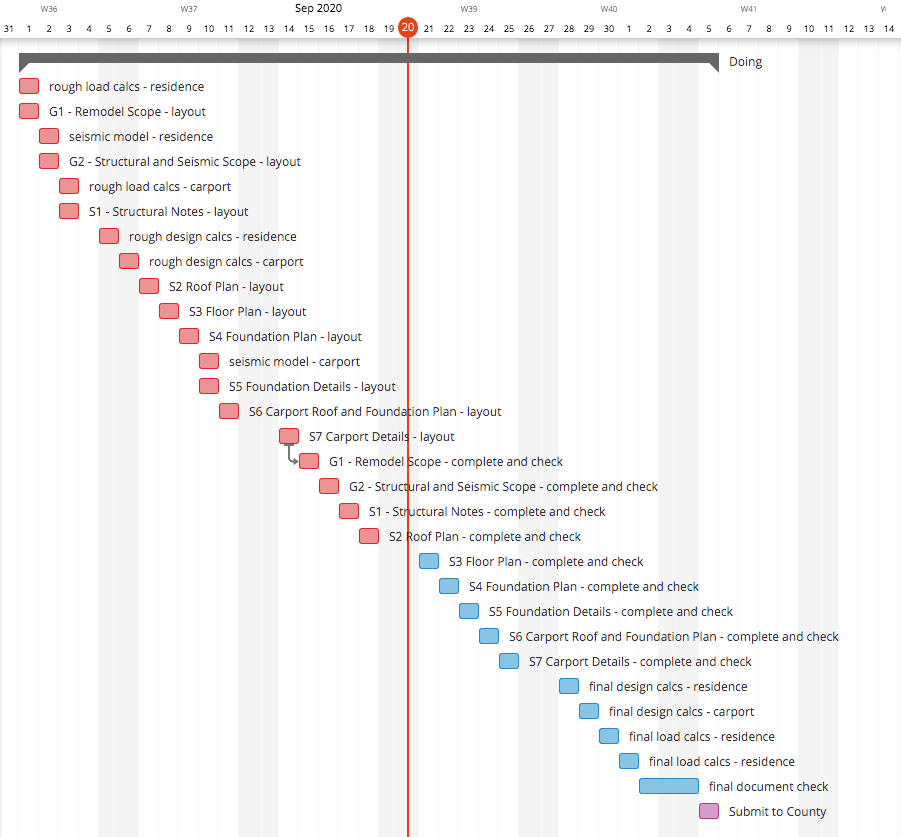 W36 W37 Sep 2020 W39 W40 W41 W
31 1 2 3 4 5 6 7 8 9 10 11 12 13 14 15 16 17 18 19 20 21 22 23 24 25 26 27 28 29 30 1 2 3 4 5 6 7 8 9 10 11 12 13 14
Doing
rough load calcs - residence
G1 - Remodel Scope - layout
seismic model - residence
G2 - Structural and Seismic Scope - layout
rough load calcs - carport
S1 - Structural Notes - layout
rough design calcs - residence
rough design calcs - carport
S2 Roof Plan - layout
S3 Floor Plan - layout
S4 Foundation Plan - layout
seismic model - carport
S5 Foundation Details - layout
S6 Carport Roof and Foundation Plan - layout
S7 Carport Details - layout
G1 - Remodel Scope - complete and check
G2 - Structural and Seismic Scope - complete and check
S1 - Structural Notes - complete and check
S2 Roof Plan - complete and check
S3 Floor Plan - complete and check
S4 Foundation Plan - complete and check
S5 Foundation Details - complete and check
S6 Carport Roof and Foundation Plan - complete and check
S7 Carport Details - complete and check
final design calcs - residence
final design calcs - carport
final load calcs - residence
final load calcs - residence
final document check
Submit to County